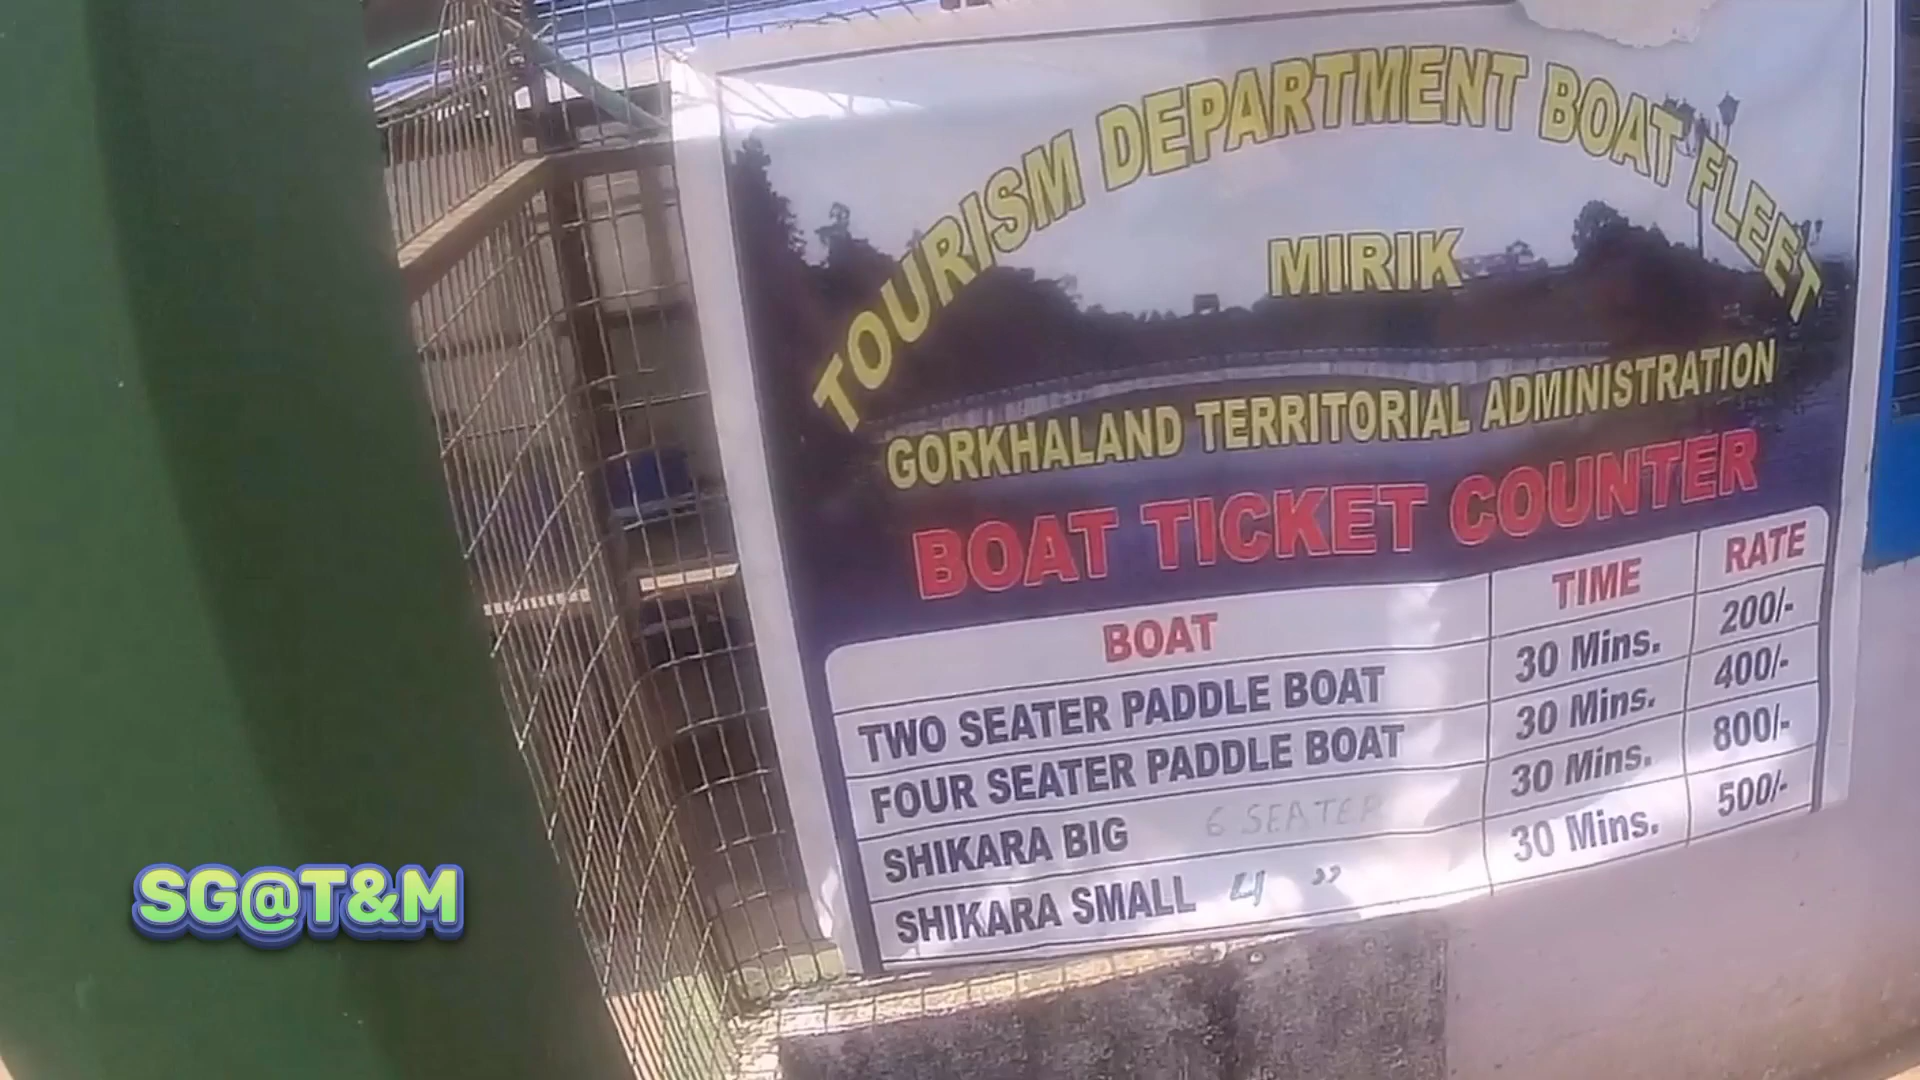 TOURISM DEPARTMENT BOAT FLEET
MIRIK
GORKHALAND TERRITORIAL ADMINISTRATION
BOAT TICKET COUNTER
BOAT TIME RATE
TWO SEATER PADDLE BOAT 30 Mins. 200/-
FOUR SEATER PADDLE BOAT 30 Mins. 400/-
SHIKARA BIG 6 SEATER 30 Mins. 800/-
SHIKARA SMALL 4 " 30 Mins. 500/-
SG@T&M